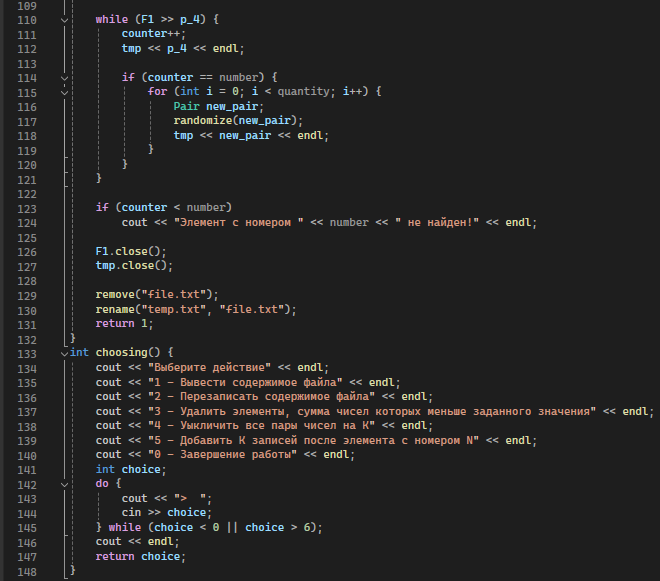 109
110 while (F1 >> p_4) {
111 counter++;
112 tmp << p_4 << endl;
113
114 if (counter == number) {
115 for (int i = 0; i < quantity; i++) {
116 Pair new_pair;
117 randomize(new_pair);
118 tmp << new_pair << endl;
119 }
120 }
121 }
122
123 if (counter < number)
124 cout << "Элемент с номером " << number << " не найден!" << endl;
125
126 F1.close();
127 tmp.close();
128
129 remove("file.txt");
130 rename("temp.txt", "file.txt");
131 return 1;
132 }
133 int choosing() {
134 cout << "Выберите действие" << endl;
135 cout << "1 - Вывести содержимое файла" << endl;
136 cout << "2 - Перезаписать содержимое файла" << endl;
137 cout << "3 - Удалить элементы, сумма чисел которых меньше заданного значения" << endl;
138 cout << "4 - Умкличить все пары чисел на K" << endl;
139 cout << "5 - Добавить K записей после элемента с номером N" << endl;
140 cout << "0 - Завершение работы" << endl;
141 int choice;
142 do {
143 cout << ">  ";
144 cin >> choice;
145 } while (choice < 0 || choice > 6);
146 cout << endl;
147 return choice;
148 }